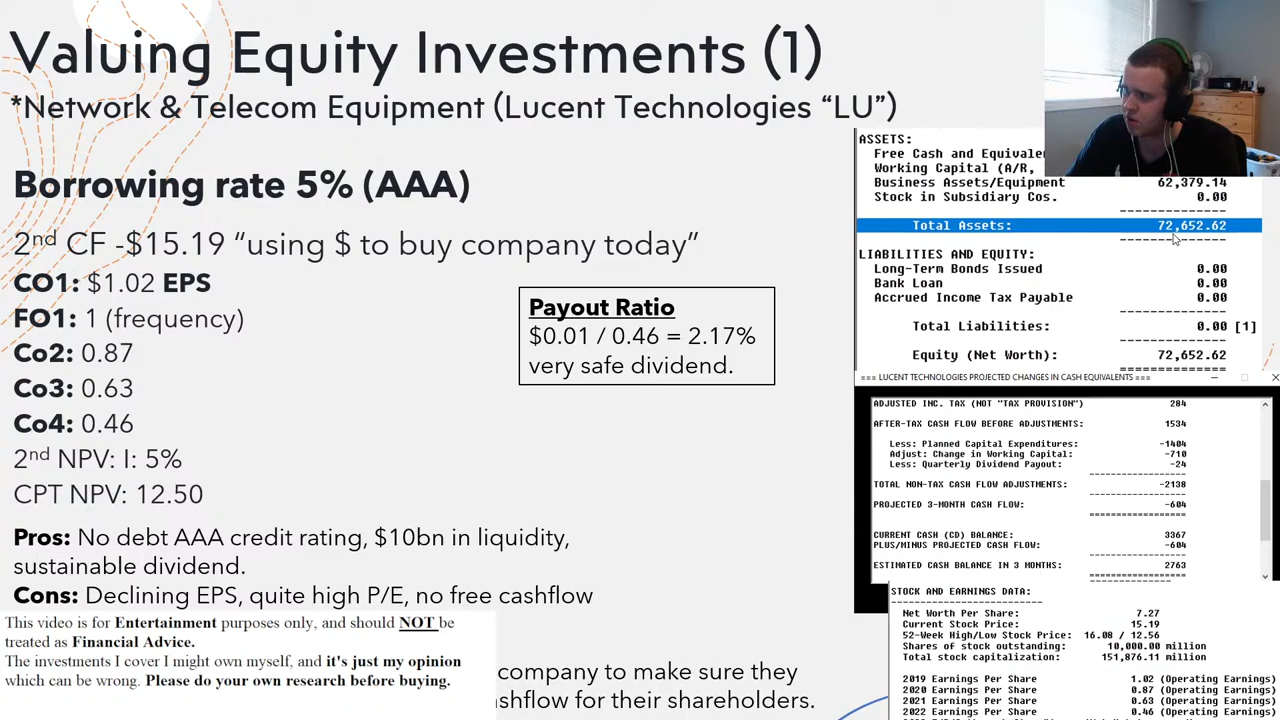 Valuing Equity Investments (1)
*Network & Telecom Equipment (Lucent Technologies “LU”)
Borrowing rate 5% (AAA)
2nd CF -$15.19 “using $ to buy company today”
CO1: $1.02 EPS
FO1: 1 (frequency)
Co2: 0.87
Co3: 0.63
Co4: 0.46
2nd NPV: I: 5%
CPT NPV: 12.50
Payout Ratio
$0.01 / 0.46 = 2.17%
very safe dividend.
Pros: No debt AAA credit rating, $10bn in liquidity,
sustainable dividend.
Cons: Declining EPS, quite high P/E, no free cashflow
This video is for Entertainment purposes only, and should NOT be
treated as Financial Advice.
The investments I cover I might own myself, and it's just my opinion
which can be wrong. Please do your own research before buying.
company to make sure they
shflow for their shareholders.
ASSETS:
Free Cash and Equivale
Working Capital (A/R,
Business Assets/Equipment 62,379.14
Stock in Subsidiary Cos. 0.00
Total Assets: 72,652.62
LIABILITIES AND EQUITY:
Long-Term Bonds Issued 0.00
Bank Loan 0.00
Accrued Income Tax Payable 0.00
Total Liabilities: 0.00 [1]
Equity (Net Worth): 72,652.62
=== LUCENT TECHNOLOGIES PROJECTED CHANGES IN CASH EQUIVALENTS ===
ADJUSTED INC. TAX (NOT "TAX PROVISION") 284
AFTER-TAX CASH FLOW BEFORE ADJUSTMENTS: 1534
Less: Planned Capital Expenditures: -1404
Adjust: Change in Working Capital: -710
Less: Quarterly Dividend Payout: -24
TOTAL NON-TAX CASH FLOW ADJUSTMENTS: -2138
PROJECTED 3-MONTH CASH FLOW: -604
CURRENT CASH (CD) BALANCE: 3367
PLUS/MINUS PROJECTED CASH FLOW: -604
ESTIMATED CASH BALANCE IN 3 MONTHS: 2763
STOCK AND EARNINGS DATA:
Net Worth Per Share: 7.27
Current Stock Price: 15.19
52-Week High/Low Stock Price: 16.08 / 12.56
Shares of stock outstanding: 10,000.00 million
Total stock capitalization: 151,876.11 million
2019 Earnings Per Share 1.02 (Operating Earnings)
2020 Earnings Per Share 0.87 (Operating Earnings)
2021 Earnings Per Share 0.63 (Operating Earnings)
2022 Earnings Per Share 0.46 (Operating Earnings)